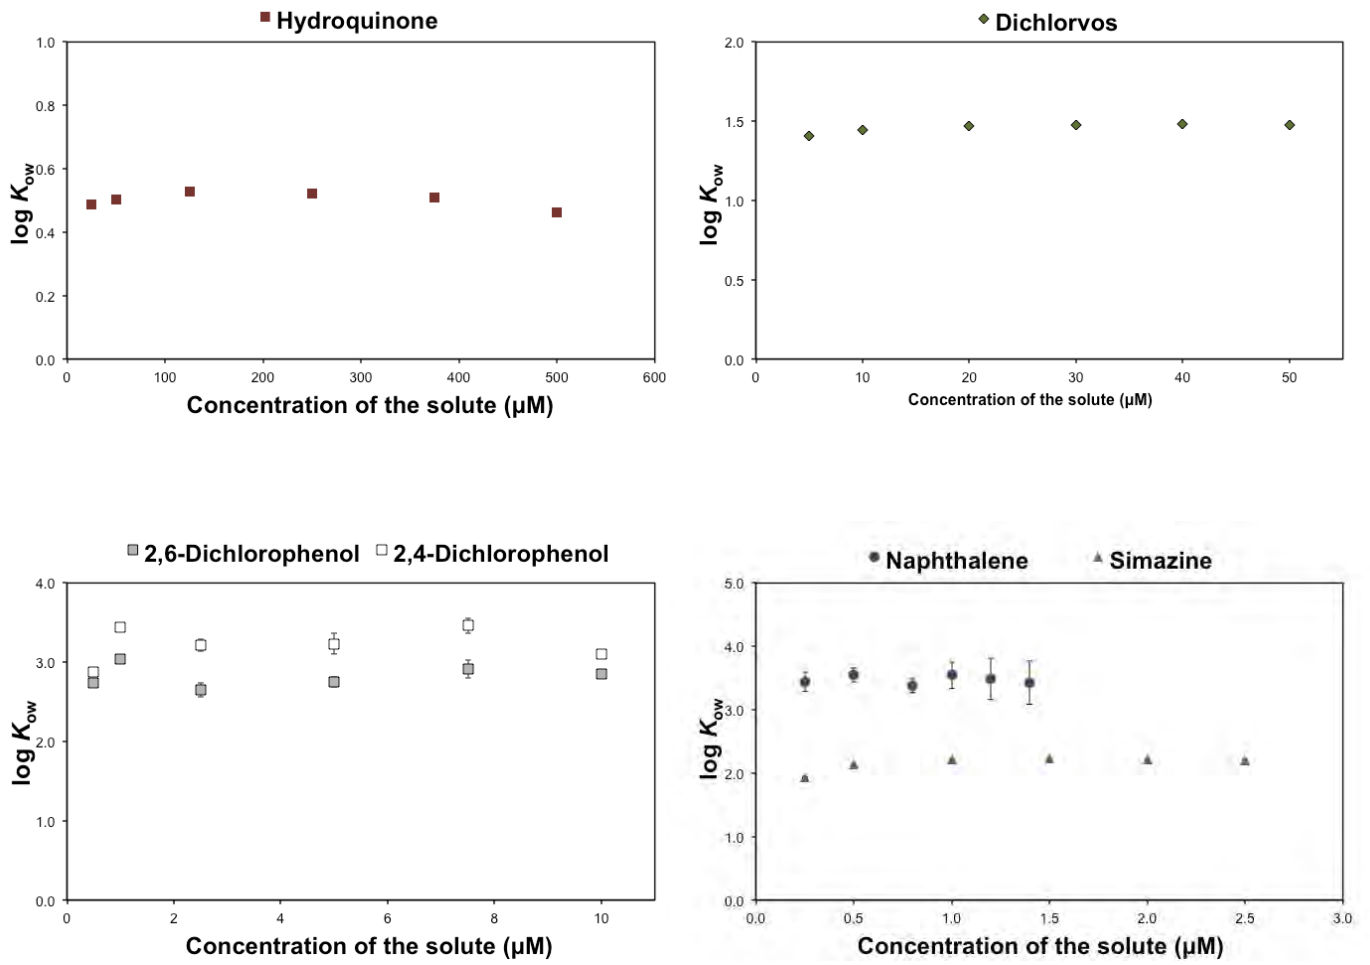 Hydroquinone
1.0
0.8
0.6
0.4
0.2
0.0
log Kow
0 100 200 300 400 500 600
Concentration of the solute (µM)
Dichlorvos
2.0
1.5
1.0
0.5
0.0
log Kow
0 10 20 30 40 50
Concentration of the solute (µM)
2,6-Dichlorophenol 2,4-Dichlorophenol
4.0
3.0
2.0
1.0
0.0
log Kow
0 2 4 6 8 10
Concentration of the solute (µM)
Naphthalene Simazine
5.0
4.0
3.0
2.0
1.0
0.0
log Kow
0.0 0.5 1.0 1.5 2.0 2.5 3.0
Concentration of the solute (µM)